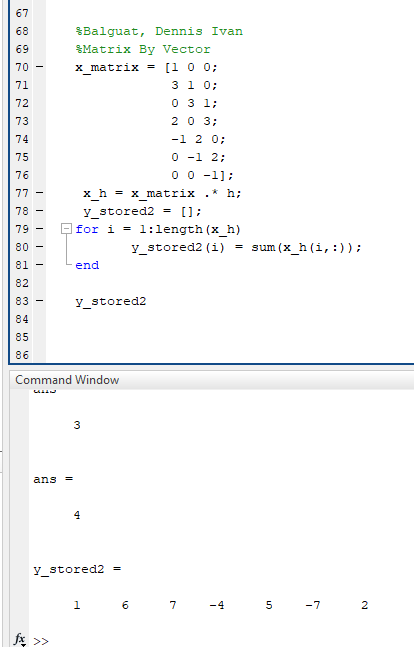 67
68 %Balguat, Dennis Ivan
69 %Matrix By Vector
70 – x_matrix = [1 0 0;
71 3 1 0;
72 0 3 1;
73 2 0 3;
74 -1 2 0;
75 0 -1 2;
76 0 0 -1];
77 – x_h = x_matrix .* h;
78 – y_stored2 = [];
79 – for i = 1:length(x_h)
80 – y_stored2(i) = sum(x_h(i,:));
81 – end
82
83 – y_stored2
84
85
86
Command Window
ans
3
ans =
4
y_stored2 =
1 6 7 -4 5 -7 2
fx >>